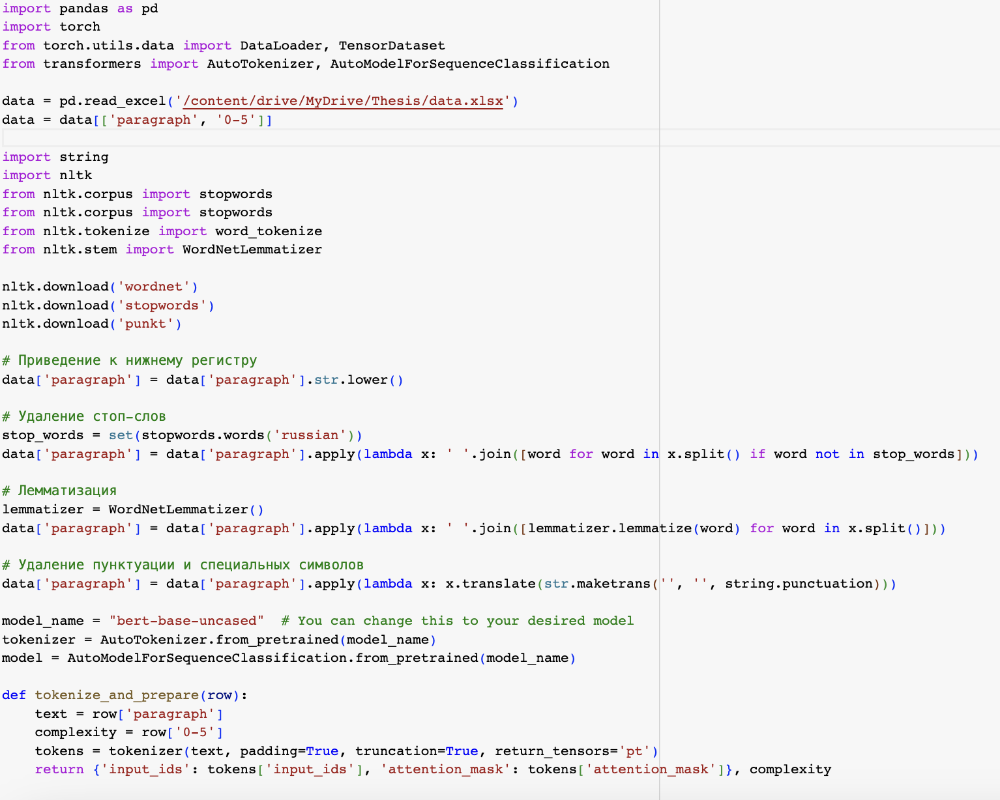 import pandas as pd
import torch
from torch.utils.data import DataLoader, TensorDataset
from transformers import AutoTokenizer, AutoModelForSequenceClassification

data = pd.read_excel('/content/drive/MyDrive/Thesis/data.xlsx')
data = data[['paragraph', '0-5']]

import string
import nltk
from nltk.corpus import stopwords
from nltk.corpus import stopwords
from nltk.tokenize import word_tokenize
from nltk.stem import WordNetLemmatizer

nltk.download('wordnet')
nltk.download('stopwords')
nltk.download('punkt')

# Приведение к нижнему регистру
data['paragraph'] = data['paragraph'].str.lower()

# Удаление стоп-слов
stop_words = set(stopwords.words('russian'))
data['paragraph'] = data['paragraph'].apply(lambda x: ' '.join([word for word in x.split() if word not in stop_words]))

# Лемматизация
lemmatizer = WordNetLemmatizer()
data['paragraph'] = data['paragraph'].apply(lambda x: ' '.join([lemmatizer.lemmatize(word) for word in x.split()]))

# Удаление пунктуации и специальных символов
data['paragraph'] = data['paragraph'].apply(lambda x: x.translate(str.maketrans('', '', string.punctuation)))

model_name = "bert-base-uncased"  # You can change this to your desired model
tokenizer = AutoTokenizer.from_pretrained(model_name)
model = AutoModelForSequenceClassification.from_pretrained(model_name)

def tokenize_and_prepare(row):
    text = row['paragraph']
    complexity = row['0-5']
    tokens = tokenizer(text, padding=True, truncation=True, return_tensors='pt')
    return {'input_ids': tokens['input_ids'], 'attention_mask': tokens['attention_mask']}, complexity